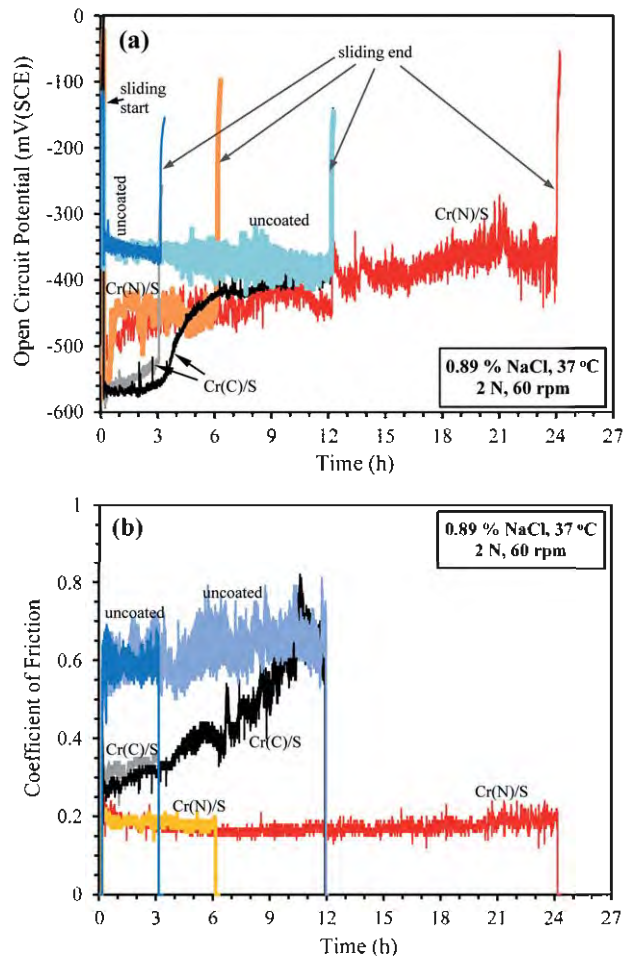 (a)
0
-100
-200
-300
-400
-500
-600
Open Circuit Potential (mV(SCE)
sliding start
sliding end
uncoated
uncoated
Cr(N)/S
Cr(N)/S
Cr(C)/S
0.89 % NaCl, 37 °C
2 N, 60 rpm
0 3 6 9 12 15 18 21 24 27
Time (h)
(b)
1
0.8
0.6
0.4
0.2
0
Coefficient of Friction
0.89 % NaCl, 37 °C
2 N, 60 rpm
uncoated
uncoated
Cr(C)/S
Cr(C)/S
Cr(N)/S
Cr(N)/S
0 3 6 9 12 15 18 21 24 27
Time (h)